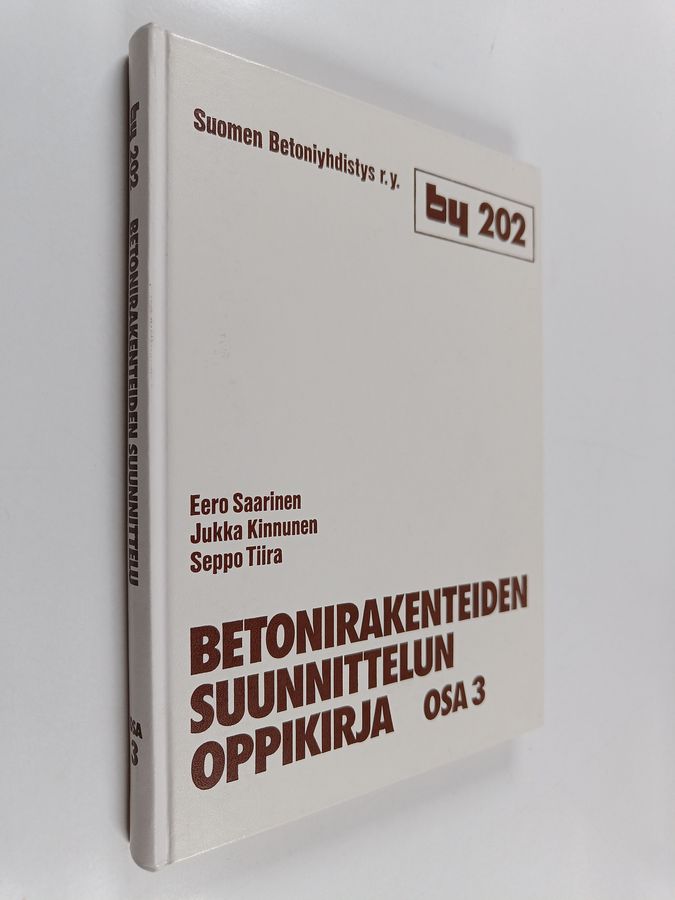 Suomen Betoniyhdistys r.y.
by 202
Eero Saarinen
Jukka Kinnunen
Seppo Tiira
BETONIRAKENTEIDEN
SUUNNITTELUN
OPPIKIRJA OSA 3
by 202 BETONIRAKENTEIDEN SUUNNITTELU OSA 3